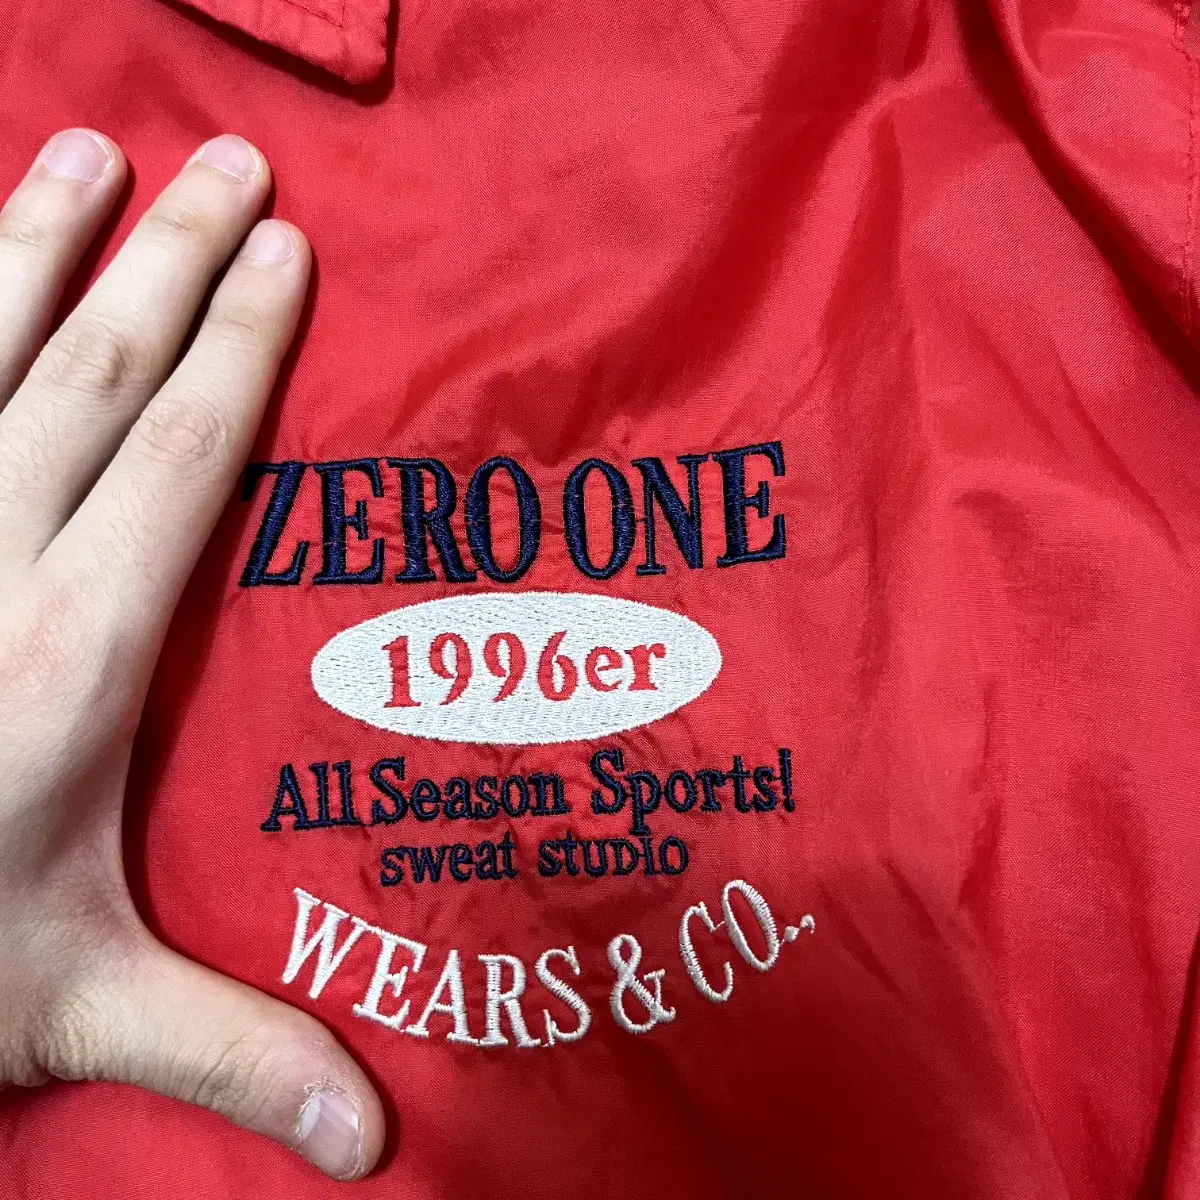 ZERO ONE
1996er
All Season Sports!
sweat studio
WEARS & CO.,